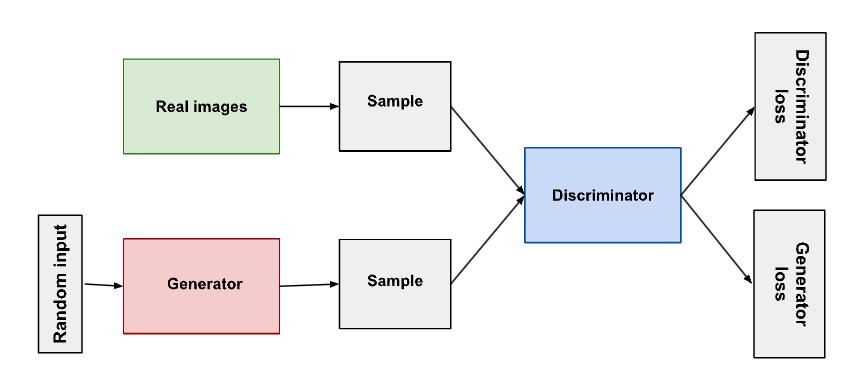 Real images
Sample
Discriminator
loss
Discriminator
Random input
Generator
Sample
Generator
loss